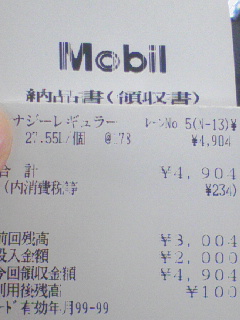 Mobil
納品書(領収書)
ナジーレギュラー レーンNo 5(N-13)¥
27.55L/個 @178 ¥4,904
合 計 ¥4,904
(内消費税等 ¥234)
前回残高 ¥3,004
投入金額 ¥2,000
今回領収金額 ¥4,904
利用後残高 ¥100
ード有効年月99-99